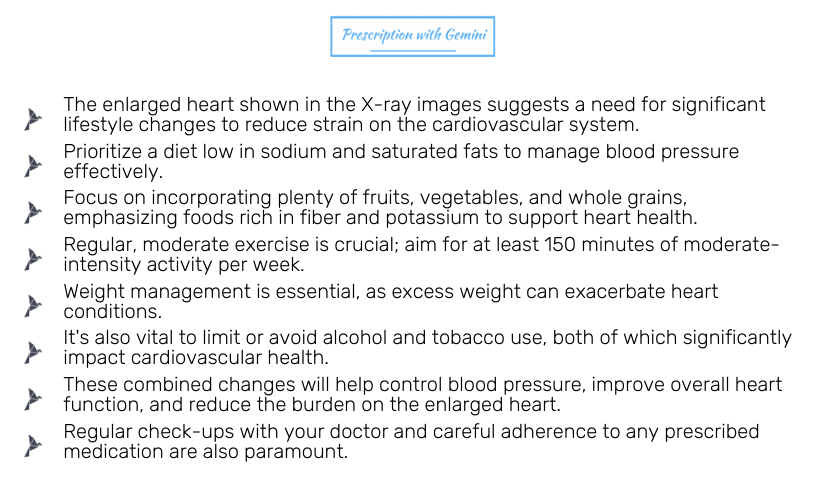 Prescription with Gemini
The enlarged heart shown in the X-ray images suggests a need for significant
lifestyle changes to reduce strain on the cardiovascular system.
Prioritize a diet low in sodium and saturated fats to manage blood pressure
effectively.
Focus on incorporating plenty of fruits, vegetables, and whole grains,
emphasizing foods rich in fiber and potassium to support heart health.
Regular, moderate exercise is crucial; aim for at least 150 minutes of moderate-
intensity activity per week.
Weight management is essential, as excess weight can exacerbate heart
conditions.
It's also vital to limit or avoid alcohol and tobacco use, both of which significantly
impact cardiovascular health.
These combined changes will help control blood pressure, improve overall heart
function, and reduce the burden on the enlarged heart.
Regular check-ups with your doctor and careful adherence to any prescribed
medication are also paramount.